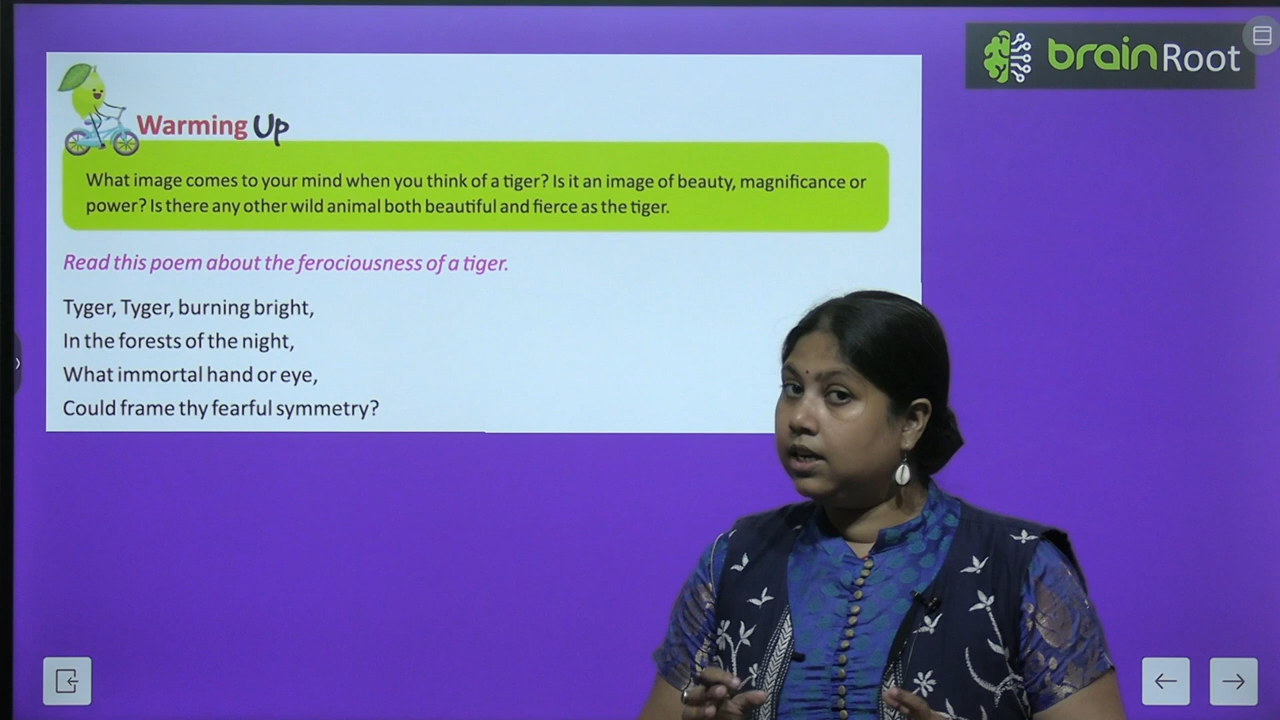 brainRoot
Warming Up
What image comes to your mind when you think of a tiger? Is it an image of beauty, magnificance or
power? Is there any other wild animal both beautiful and fierce as the tiger.
Read this poem about the ferociousness of a tiger.
Tyger, Tyger, burning bright,
In the forests of the night,
What immortal hand or eye,
Could frame thy fearful symmetry?